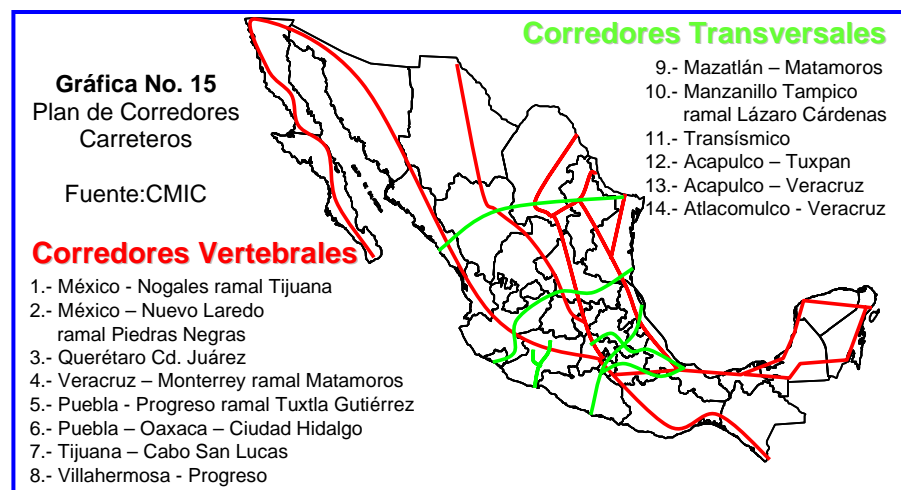 Gráfica No. 15
Plan de Corredores
Carreteros
Fuente:CMIC
Corredores Vertebrales
1.- México - Nogales ramal Tijuana
2.- México – Nuevo Laredo
ramal Piedras Negras
3.- Querétaro Cd. Juárez
4.- Veracruz – Monterrey ramal Matamoros
5.- Puebla - Progreso ramal Tuxtla Gutiérrez
6.- Puebla – Oaxaca – Ciudad Hidalgo
7.- Tijuana – Cabo San Lucas
8.- Villahermosa - Progreso
Corredores Transversales
9.- Mazatlán – Matamoros
10.- Manzanillo Tampico
ramal Lázaro Cárdenas
11.- Transísmico
12.- Acapulco – Tuxpan
13.- Acapulco – Veracruz
14.- Atlacomulco - Veracruz